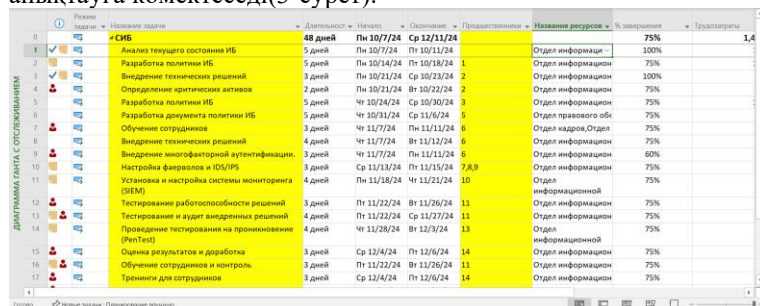 анықтауға көмектеседі(3-сурет).
Режим
задачи Название задачи Длительность Начало Окончание Предшественники Названия ресурсов % завершения Трудозатраты
0 СИБ 48 дней Пн 10/7/24 Ср 12/11/24 75% 1,4
1 Анализ текущего состояния ИБ 5 дней Пн 10/7/24 Пт 10/11/24 Отдел информаци 100%
2 Разработка политики ИБ 5 дней Пн 10/14/24 Пт 10/18/24 1 Отдел информацион 75%
3 Внедрение технических решений 3 дней Пн 10/21/24 Ср 10/23/24 2 Отдел информацион 100%
4 Определение критических активов 2 дней Пн 10/21/24 Вт 10/22/24 2 Отдел информацион 75%
5 Разработка политики ИБ 5 дней Чт 10/24/24 Ср 10/30/24 3 Отдел информацион 75%
6 Разработка документа политики ИБ 5 дней Чт 10/31/24 Ср 11/6/24 5 Отдел правового обе 75%
7 Обучение сотрудников 3 дней Чт 11/7/24 Пн 11/11/24 6 Отдел кадров,Отдел 75%
8 Внедрение технических решений 4 дней Чт 11/7/24 Вт 11/12/24 6 Отдел информацион 75%
9 Внедрение многофакторной аутентификации. 3 дней Чт 11/7/24 Пн 11/11/24 6 Отдел информацион 60%
10 Настройка фаерволов и IDS/IPS 3 дней Ср 11/13/24 Пт 11/15/24 7,8,9 Отдел информацион 75%
11 Установка и настройка системы мониторинга 4 дней Пн 11/18/24 Чт 11/21/24 10 Отдел 75%
(SIEM) информационной
12 Тестирование работоспособности решений 3 дней Пт 11/22/24 Вт 11/26/24 11 Отдел информацион 75%
13 Тестирование и аудит внедренных решений 4 дней Пт 11/22/24 Ср 11/27/24 11 Отдел информацион 75%
14 Проведение тестирования на проникновение 4 дней Чт 11/28/24 Вт 12/3/24 13 Отдел 75%
(PenTest) информационной
15 Оценка результатов и доработка 3 дней Ср 12/4/24 Пт 12/6/24 14 Отдел информацион 75%
16 Обучение сотрудников и контроль 3 дней Пт 11/22/24 Вт 11/26/24 11 Отдел информацион 75%
17 Тренинги для сотрудников 3 дней Ср 12/4/24 Пт 12/6/24 14 Отдел информацион 75%
ДИАГРАММА ГАНТА С ОТСЛЕЖИВАНИЕМ
Готово Новые задачи: Планирование вручную